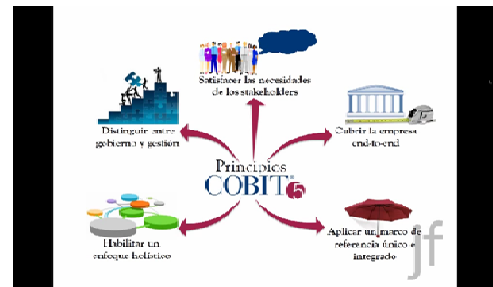 Satisfacer las necesidades
de los stakeholders
Distinguir entre
gobierno y gestión
Cubrir la empresa
end-to-end
Principios
COBIT 5
Habilitar un
enfoque holístico
Aplicar un marco de
referencia único e
integrado
jf